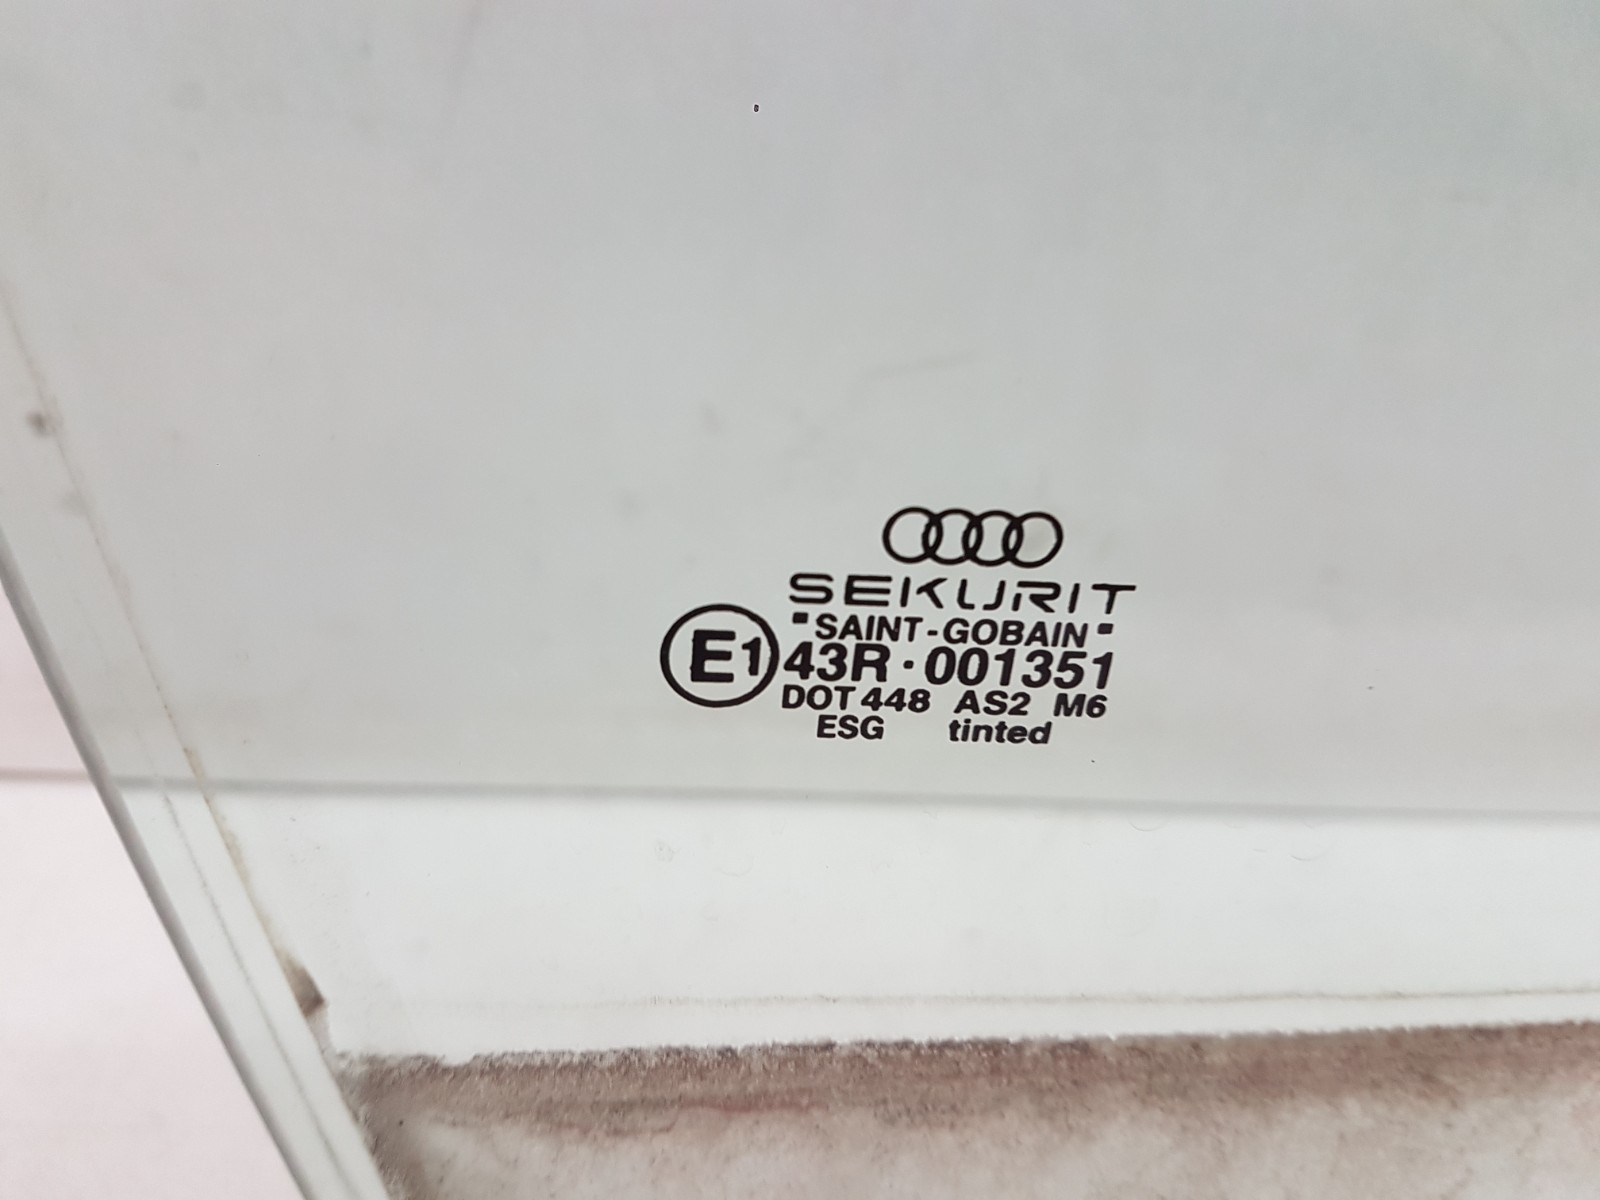 SEKURIT
"SAINT-GOBAIN"
E1 43R·001351
DOT 448 AS2 M6
ESG tinted